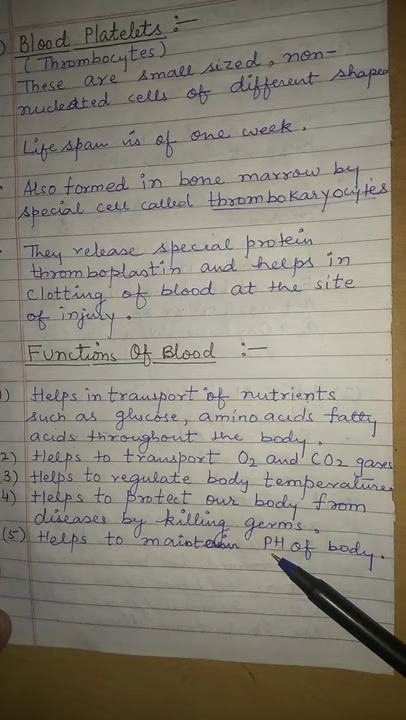 ) Blood Platelets :-
(Thrombocytes)
These are small sized, non-
nucleated cells of different shaped
Life span is of one week.
Also formed in bone marrow by
special cell called thrombokaryocytes
They release special protein
thromboplastin and helps in
clotting of blood at the site
of injury.
Functions Of Blood :-
1) Helps in transport of nutrients
such as glucose, amino acids fatty
acids throughout the body.
2) Helps to transport O2 and CO2 gases
3) Helps to regulate body temperature
4) Helps to Protect our body from
diseases by killing germs.
(5) Helps to maintain PH of body.